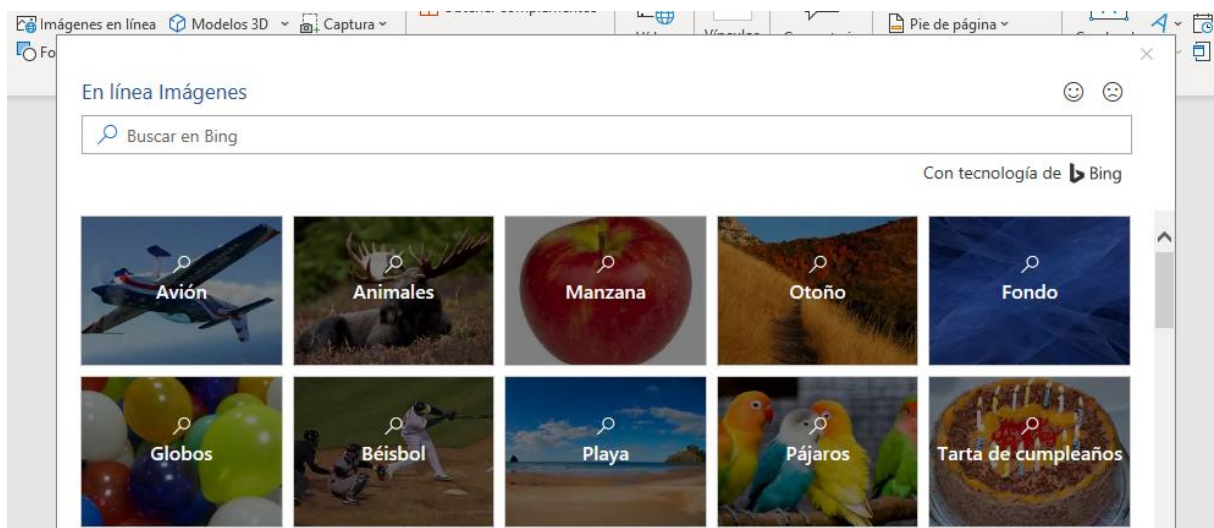 Imágenes en línea Modelos 3D Captura Pie de página
Fo
En línea Imágenes
Buscar en Bing
Con tecnología de Bing
Avión Animales Manzana Otoño Fondo
Globos Béisbol Playa Pájaros Tarta de cumpleaños